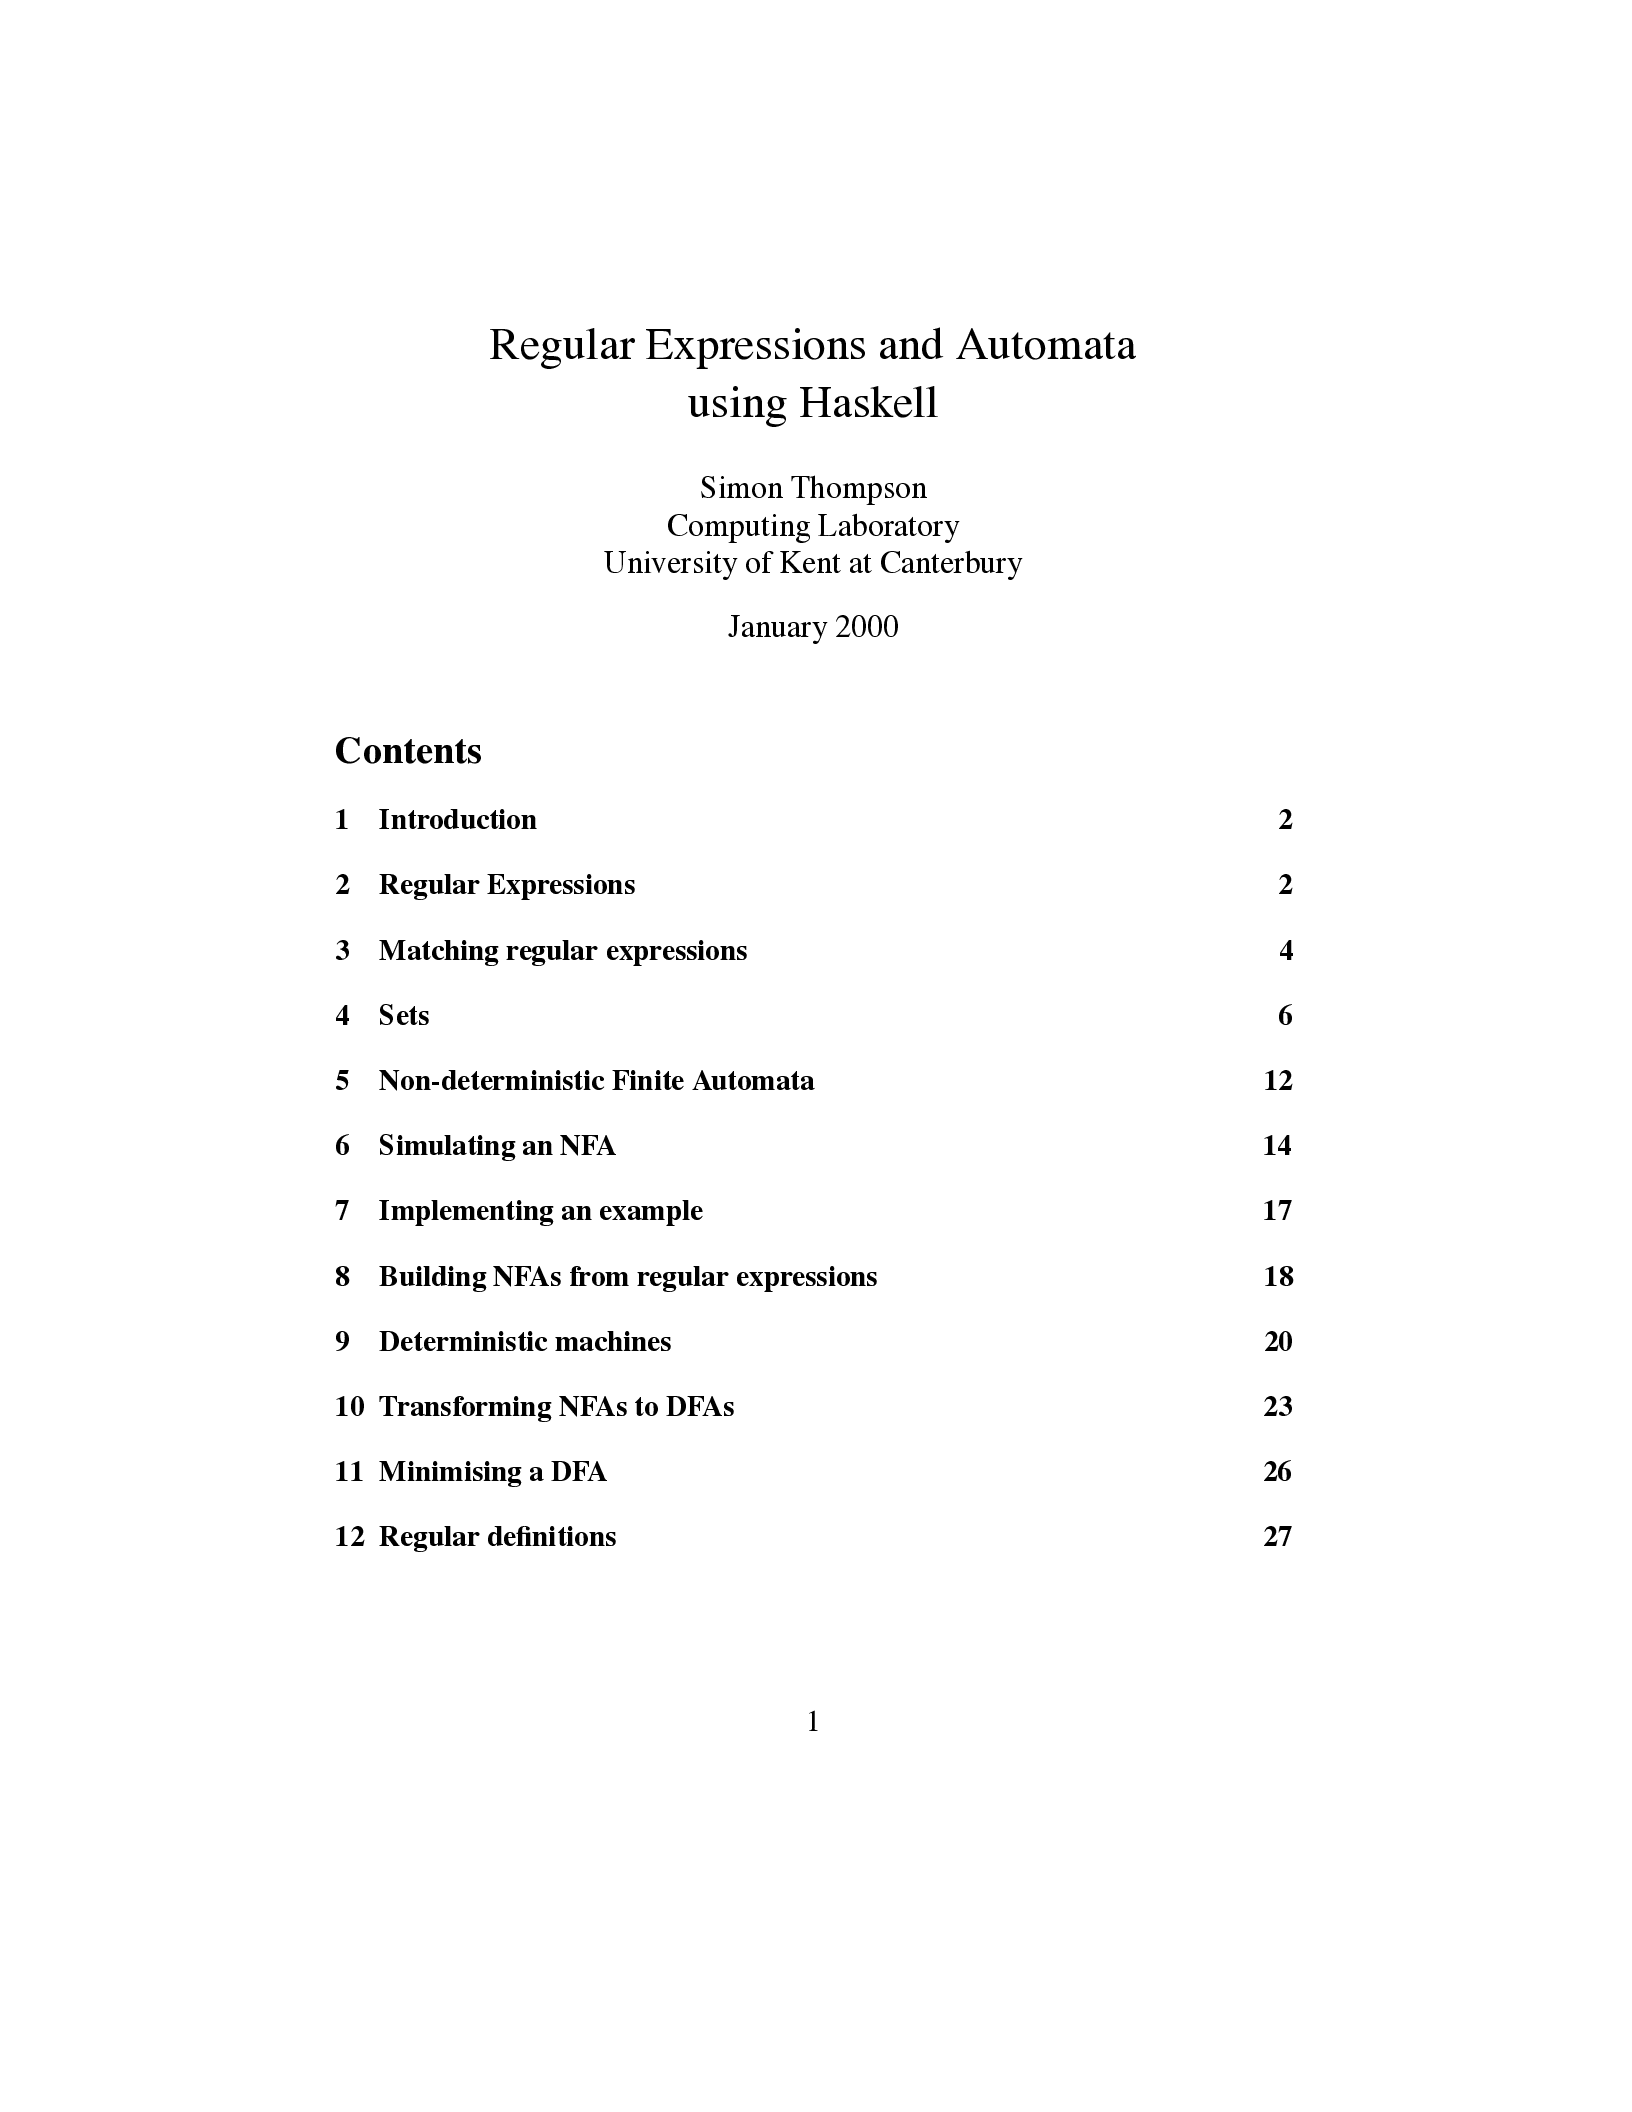 Regular Expressions and Automata
using Haskell
Simon Thompson
Computing Laboratory
University of Kent at Canterbury
January 2000
Contents
1 Introduction 2
2 Regular Expressions 2
3 Matching regular expressions 4
4 Sets 6
5 Non-deterministic Finite Automata 12
6 Simulating an NFA 14
7 Implementing an example 17
8 Building NFAs from regular expressions 18
9 Deterministic machines 20
10 Transforming NFAs to DFAs 23
11 Minimising a DFA 26
12 Regular definitions 27
1